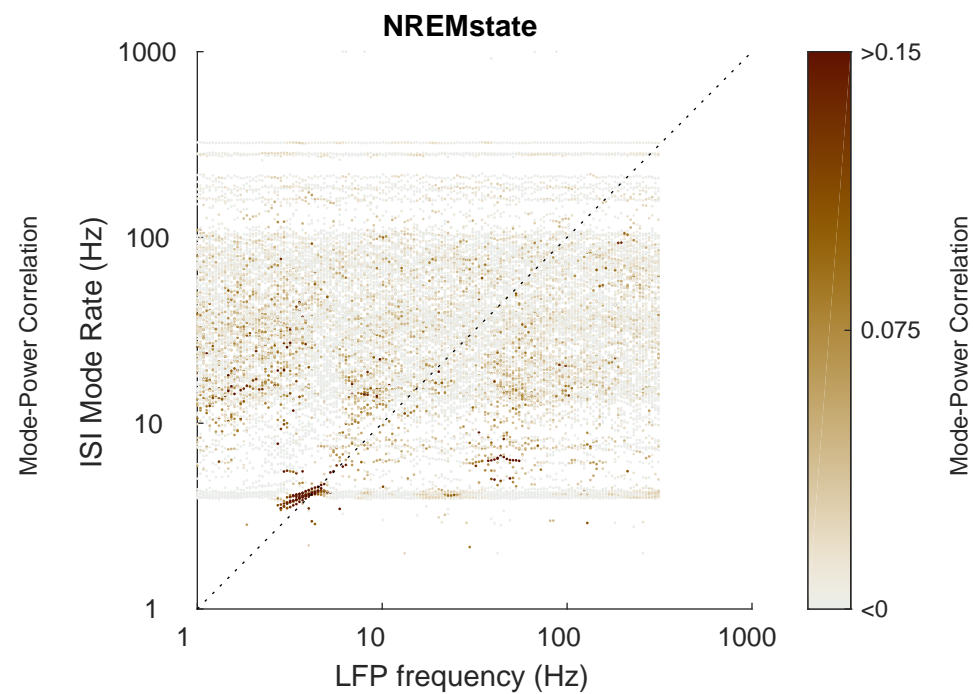 NREMstate
Mode-Power Correlation
ISI Mode Rate (Hz)
1000
100
10
1
1
10
100
1000
LFP frequency (Hz)
>0.15
0.075
<0
Mode-Power Correlation